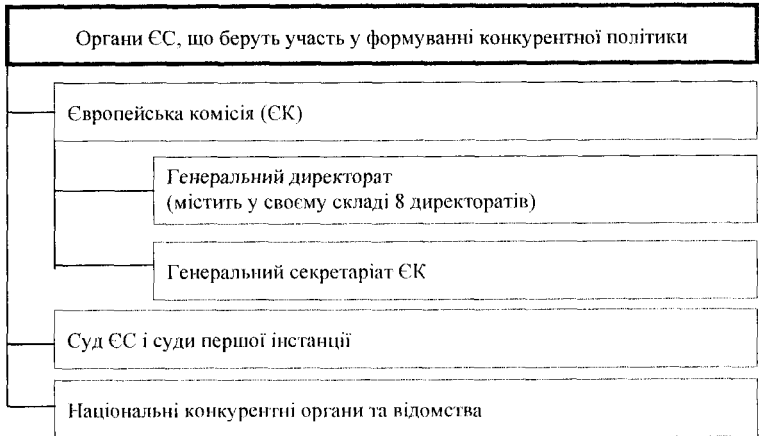 Органи ЄС, що беруть участь у формуванні конкурентної політики
Європейська комісія (ЄК)
Генеральний директорат
(містить у своєму складі 8 директоратів)
Генеральний секретаріат ЄК
Суд ЄС і суди першої інстанції
Національні конкурентні органи та відомства